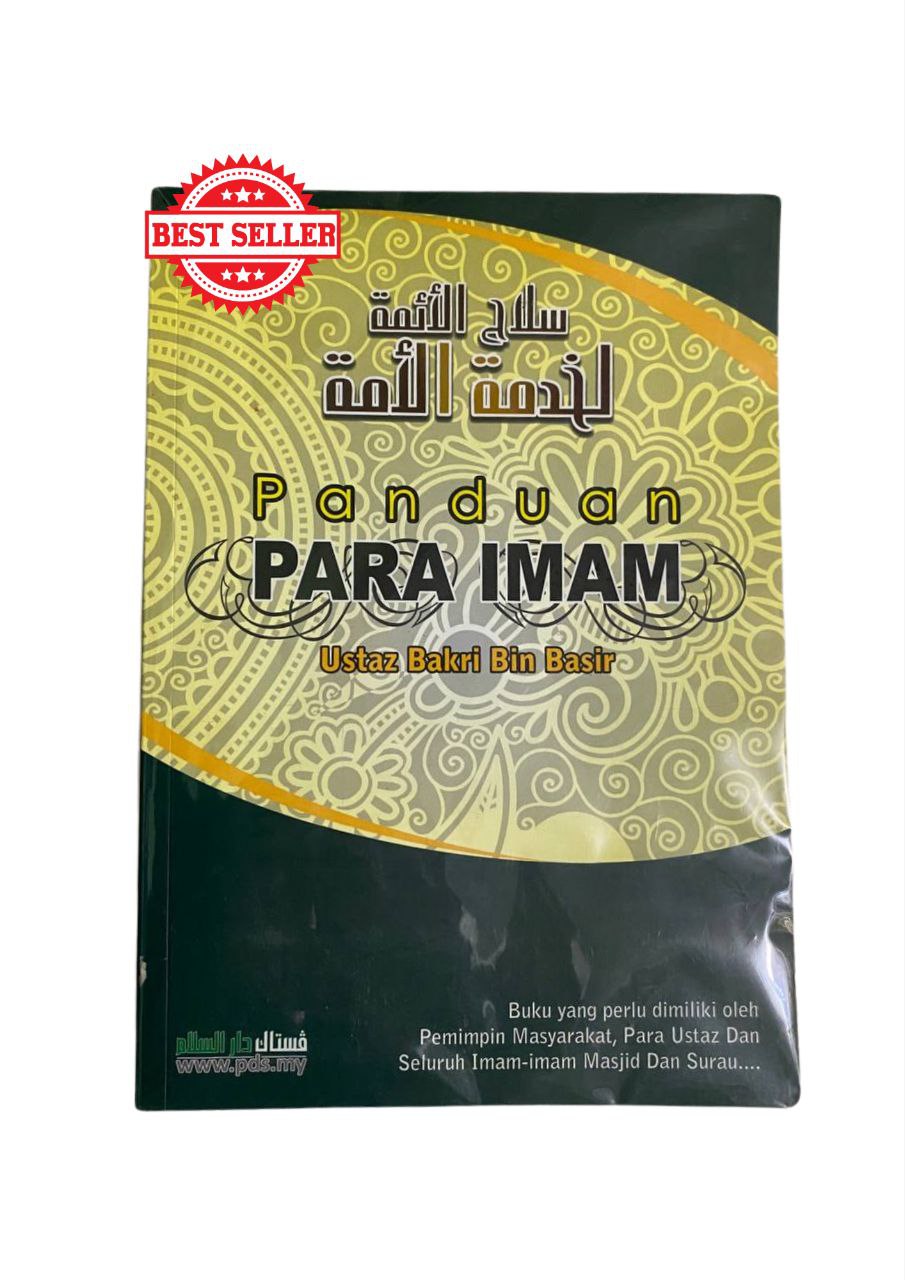 BEST SELLER
سلاح الأئمة
لخدمة الأمة
Panduan
PARA IMAM
Ustaz Bakri Bin Basir
Buku yang perlu dimiliki oleh
Pemimpin Masyarakat, Para Ustaz Dan
Seluruh Imam-imam Masjid Dan Surau....
ڤستاك دار السلام
www.pds.my